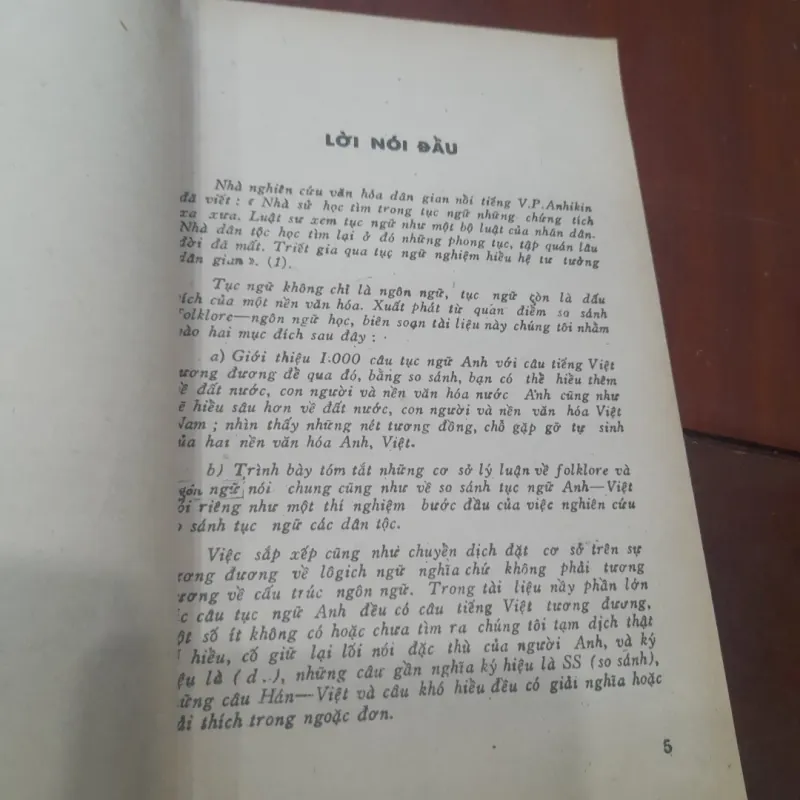 LỜI NÓI ĐẦU
Nhà nghiên cứu văn hóa dân gian nổi tiếng V.P.Anhikin
đã viết : « Nhà sử học tìm trong tục ngữ những chứng tích
xa xưa. Luật sư xem tục ngữ như một bộ luật của nhân dân.
Nhà dân tộc học tìm lại ở đó những phong tục, tập quán lâu
đời đã mất. Triết gia qua tục ngữ nghiệm hiểu hệ tư tưởng
dân gian ». (1).
Tục ngữ không chỉ là ngôn ngữ, tục ngữ còn là dấu
tích của một nền văn hóa. Xuất phát từ quan điểm so sánh
folklore—ngôn ngữ học, biên soạn tài liệu này chúng tôi nhằm
vào hai mục đích sau đây :
a) Giới thiệu 1.000 câu tục ngữ Anh với câu tiếng Việt
ương đương để qua đó, bằng so sánh, bạn có thể hiểu thêm
về đất nước, con người và nền văn hóa nước Anh cũng như
ẽ hiểu sâu hơn về đất nước, con người và nền văn hóa Việt
Nam ; nhìn thấy những nét tương đồng, chỗ gặp gỡ tự sinh
của hai nền văn hóa Anh, Việt.
b) Trình bày tóm tắt những cơ sở lý luận về folklore và
ngôn ngữ nói chung cũng như về so sánh tục ngữ Anh—Việt
ói riêng như một thí nghiệm bước đầu của việc nghiên cứu
o sánh tục ngữ các dân tộc.
Việc sắp xếp cũng như chuyển dịch đặt cơ sở trên sự
ương đương về lôgich ngữ nghĩa chứ không phải tương
ương về cấu trúc ngôn ngữ. Trong tài liệu nầy phần lớn
ác câu tục ngữ Anh đều có câu tiếng Việt tương đương,
ột số ít không có hoặc chưa tìm ra chúng tôi tạm dịch thật
hiểu, cố giữ lại lối nói đặc thù của người Anh, và ký
iệu là (d..), những câu gần nghĩa ký hiệu là SS (so sánh),
ững câu Hán—Việt và câu khó hiểu đều có giải nghĩa hoặc
ải thích trong ngoặc đơn.
5